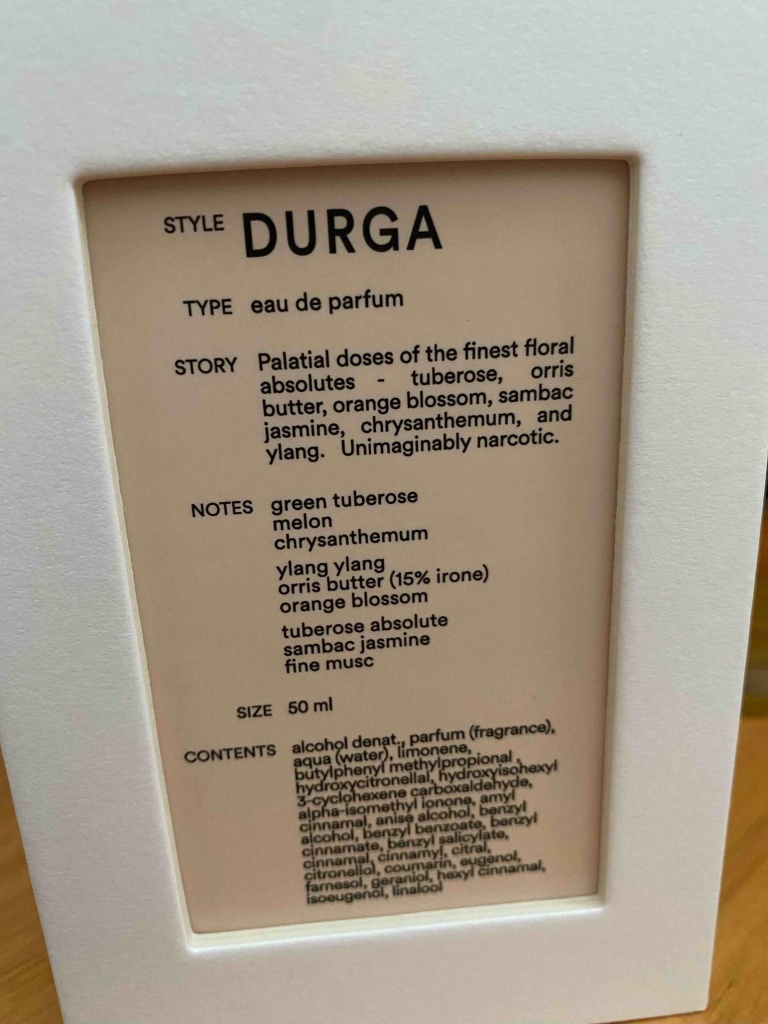 STYLE DURGA
TYPE eau de parfum
STORY Palatial doses of the finest floral
absolutes - tuberose, orris
butter, orange blossom, sambac
jasmine, chrysanthemum, and
ylang. Unimaginably narcotic.
NOTES green tuberose
melon
chrysanthemum
ylang ylang
orris butter (15% irone)
orange blossom
tuberose absolute
sambac jasmine
fine musc
SIZE 50 ml
CONTENTS alcohol denat., parfum (fragrance),
aqua (water), limonene,
butylphenyl methylpropional,
hydroxycitronellal, hydroxyisohexyl
3-cyclohexene carboxaldehyde,
alpha-isomethyl ionone, amyl
cinnamal, anise alcohol, benzyl
alcohol, benzyl benzoate, benzyl
cinnamate, benzyl salicylate,
cinnamal, cinnamyl, citral,
citronellol, coumarin, eugenol,
farnesol, geraniol, hexyl cinnamal,
isoeugenol, linalool